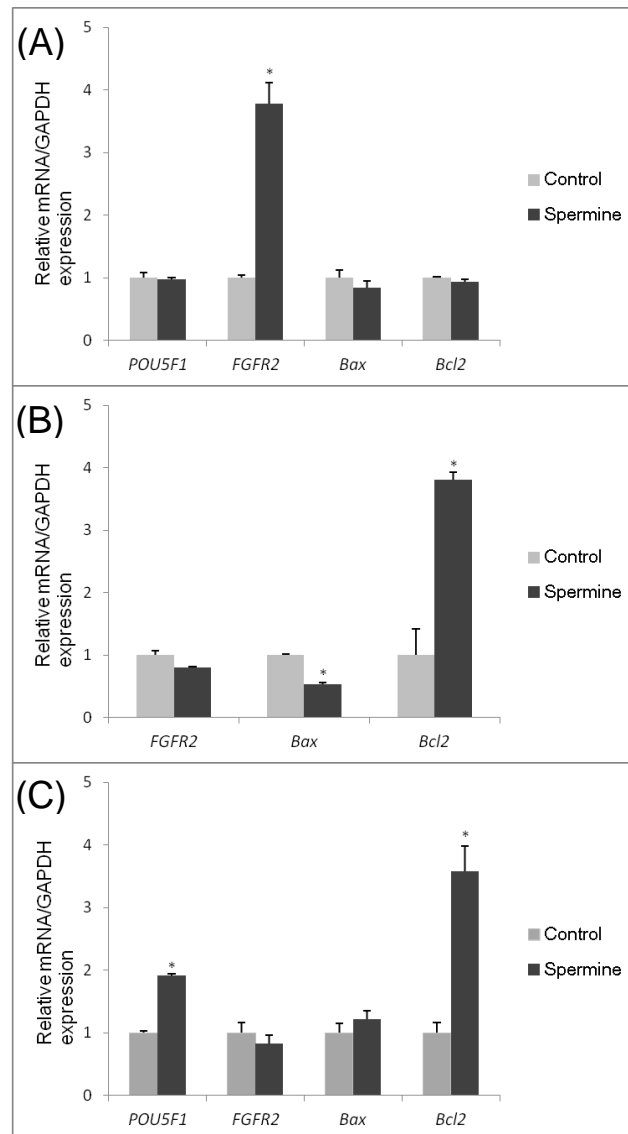 (A)
Relative mRNA/GAPDH
expression
5
4
3
2
1
0
*
POU5F1 FGFR2 Bax Bcl2
Control
Spermine
(B)
Relative mRNA/GAPDH
expression
5
4
3
2
1
0
*
*
FGFR2 Bax Bcl2
Control
Spermine
(C)
Relative mRNA/GAPDH
expression
5
4
3
2
1
0
*
*
POU5F1 FGFR2 Bax Bcl2
Control
Spermine